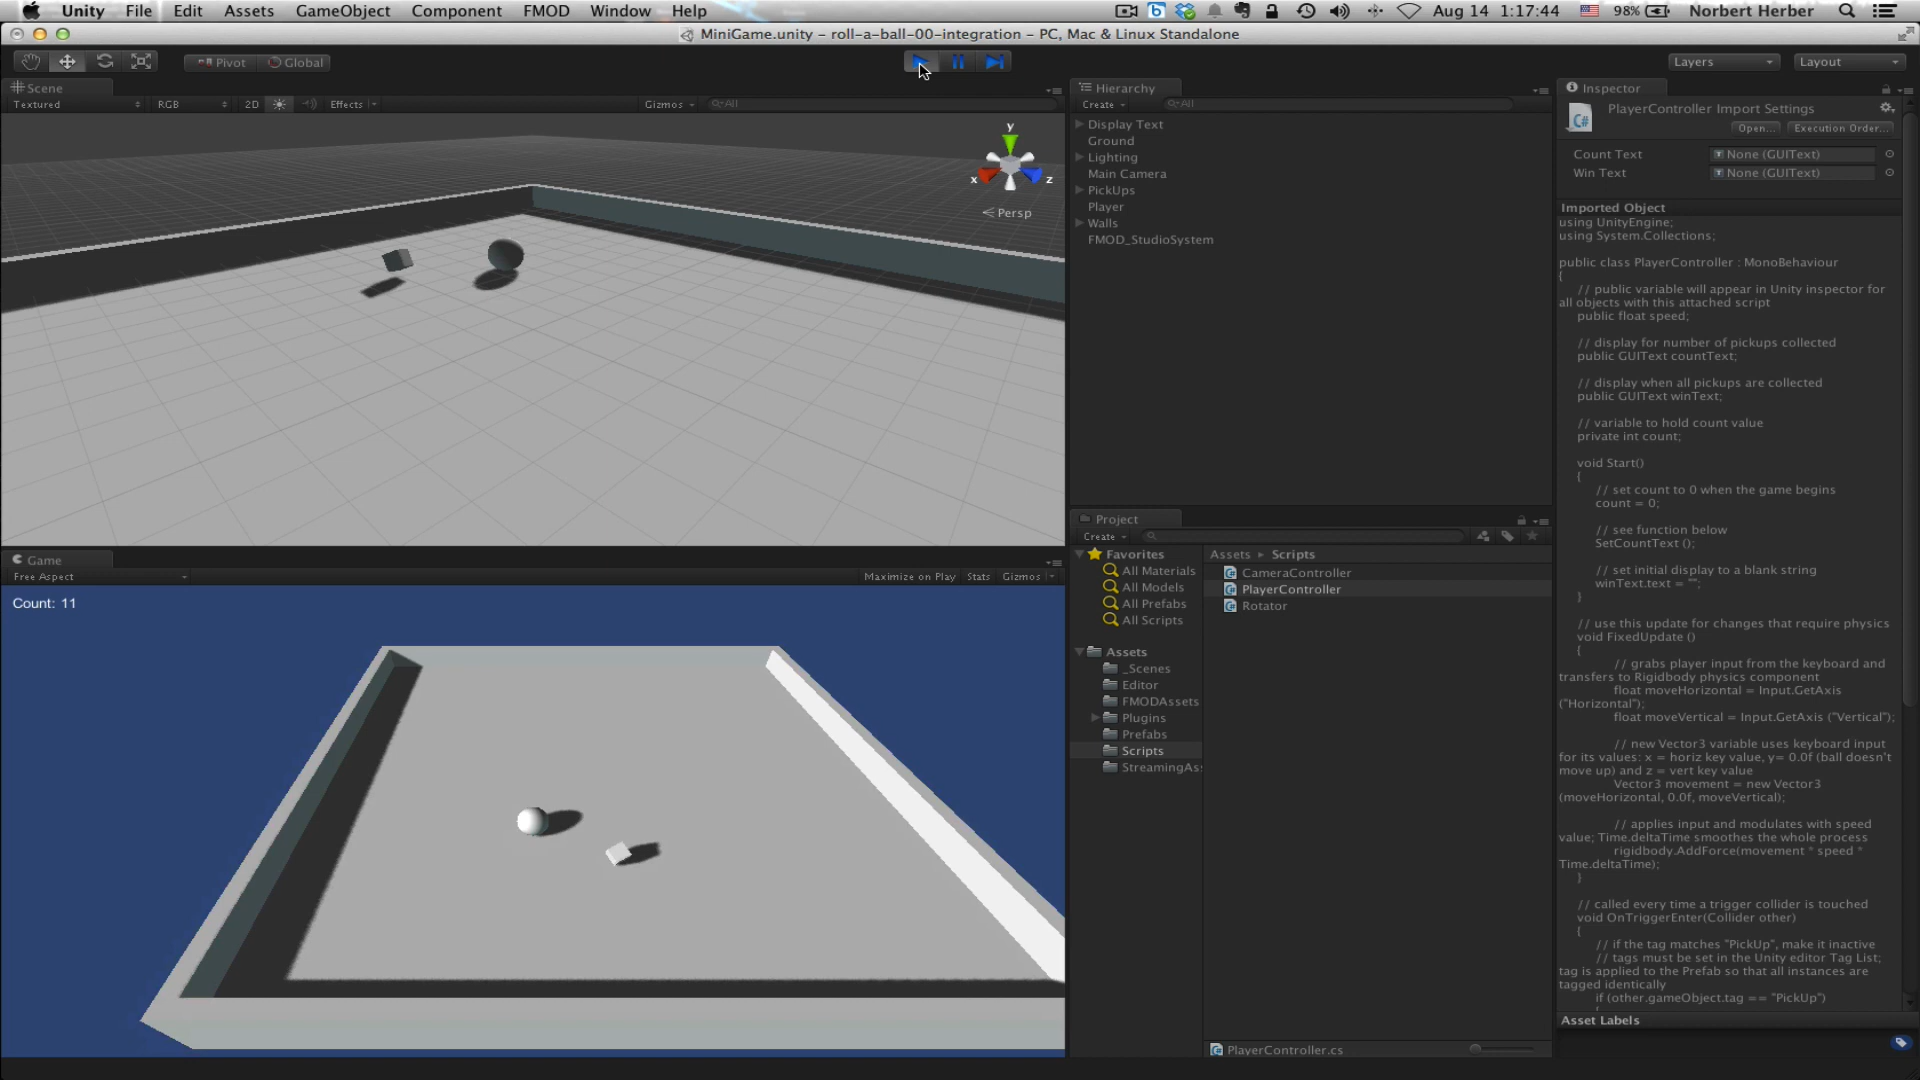 Unity File Edit Assets GameObject Component FMOD Window Help
Aug 14 1:17:44 98% Norbert Herber
MiniGame.unity – roll-a-ball-00-integration – PC, Mac & Linux Standalone
Pivot Global
Layers Layout
Scene
Textured RGB 2D Effects Gizmos All
y
x z
Persp
Game
Free Aspect Maximize on Play Stats Gizmos
Count: 11
Hierarchy
Create All
Display Text
Ground
Lighting
Main Camera
PickUps
Player
Walls
FMOD_StudioSystem
Project
Create
Favorites
All Materials
All Models
All Prefabs
All Scripts
Assets
_Scenes
Editor
FMODAssets
Plugins
Prefabs
Scripts
StreamingAs
Assets ▸ Scripts
CameraController
PlayerController
Rotator
PlayerController.cs
Inspector
PlayerController Import Settings
Open... Execution Order...
Count Text None (GUIText)
Win Text None (GUIText)
Imported Object
using UnityEngine;
using System.Collections;
public class PlayerController : MonoBehaviour
{
// public variable will appear in Unity inspector for
all objects with this attached script
public float speed;
// display for number of pickups collected
public GUIText countText;
// display when all pickups are collected
public GUIText winText;
// variable to hold count value
private int count;
void Start()
{
// set count to 0 when the game begins
count = 0;
// see function below
SetCountText ();
// set initial display to a blank string
winText.text = "";
}
// use this update for changes that require physics
void FixedUpdate ()
{
// grabs player input from the keyboard and
transfers to Rigidbody physics component
float moveHorizontal = Input.GetAxis
("Horizontal");
float moveVertical = Input.GetAxis ("Vertical");
// new Vector3 variable uses keyboard input
for its values: x = horiz key value, y= 0.0f (ball doesn't
move up) and z = vert key value
Vector3 movement = new Vector3
(moveHorizontal, 0.0f, moveVertical);
// applies input and modulates with speed
value; Time.deltaTime smoothes the whole process
rigidbody.AddForce(movement * speed *
Time.deltaTime);
}
// called every time a trigger collider is touched
void OnTriggerEnter(Collider other)
{
// if the tag matches "PickUp", make it inactive
// tags must be set in the Unity editor Tag List;
tag is applied to the Prefab so that all instances are
tagged identically
if (other.gameObject.tag == "PickUp")
Asset Labels